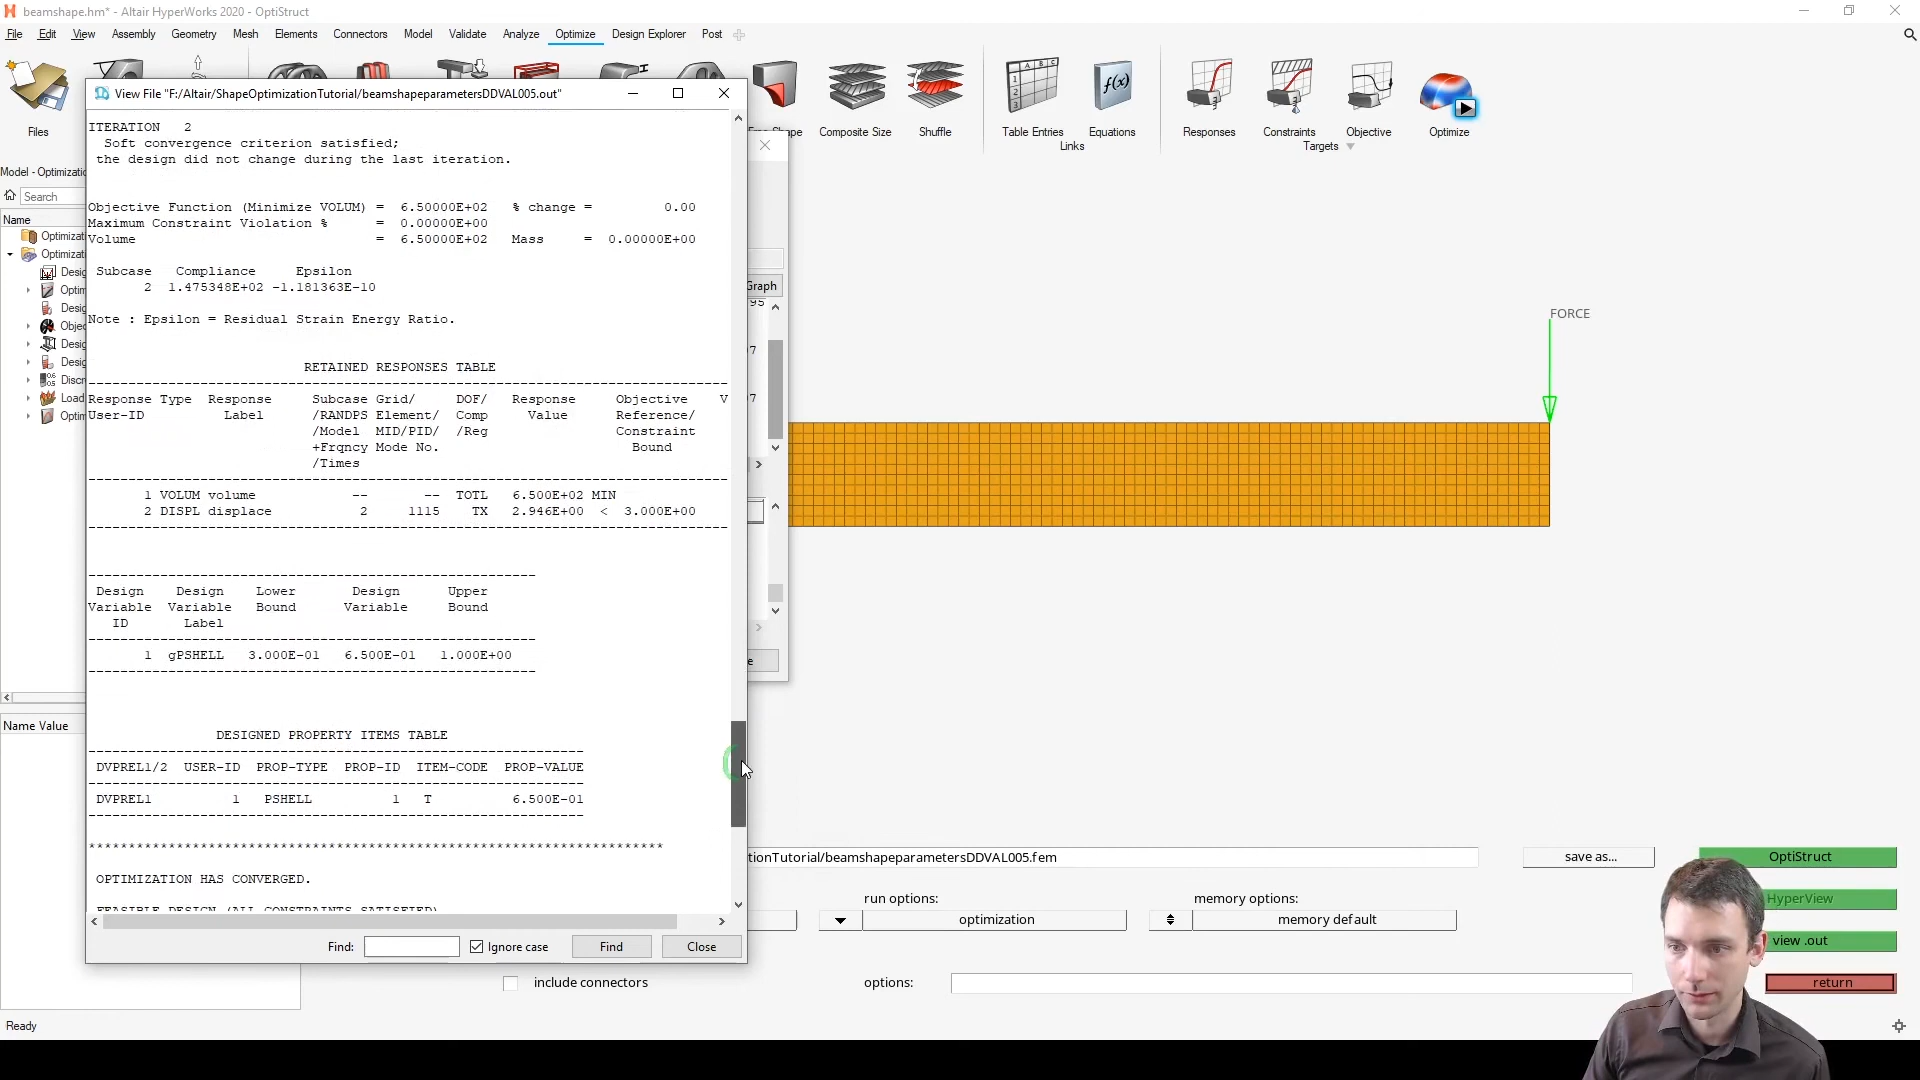 beamshape.hm* - Altair HyperWorks 2020 - OptiStruct
File Edit View Assembly Geometry Mesh Elements Connectors Model Validate Analyze Optimize Design Explorer Post
Files Composite Size Shuffle Table Entries Equations Responses Constraints Objective Optimize
Links Targets
View File "F:/Altair/ShapeOptimizationTutorial/beamshapeparametersDDVAL005.out"
Search
Name
Name Value
Graph
ITERATION 2
Soft convergence criterion satisfied;
the design did not change during the last iteration.
Objective Function (Minimize VOLUM) = 6.50000E+02 % change = 0.00
Maximum Constraint Violation % = 0.00000E+00
Volume = 6.50000E+02 Mass = 0.00000E+00
Subcase Compliance Epsilon
2 1.475348E+02 -1.181363E-10
Note : Epsilon = Residual Strain Energy Ratio.
RETAINED RESPONSES TABLE
Response Type Response Subcase Grid/ DOF/ Response Objective V
User-ID Label /RANDPS Element/ Comp Value Reference/
/Model MID/PID/ /Reg Constraint
+Frqncy Mode No. Bound
/Times
1 VOLUM volume -- -- TOTL 6.500E+02 MIN
2 DISPL displace 2 1115 TX 2.946E+00 < 3.000E+00
Design Design Lower Design Upper
Variable Variable Bound Variable Bound
ID Label
1 gPSHELL 3.000E-01 6.500E-01 1.000E+00
DESIGNED PROPERTY ITEMS TABLE
DVPREL1/2 USER-ID PROP-TYPE PROP-ID ITEM-CODE PROP-VALUE
DVPREL1 1 PSHELL 1 T 6.500E-01
***********************************************************************
OPTIMIZATION HAS CONVERGED.
FEASIBLE DESIGN (ALL CONSTRAINTS SATISFIED)
Find: Ignore case Find Close
FORCE
tionTutorial/beamshapeparametersDDVAL005.fem save as... OptiStruct
run options: memory options: HyperView
optimization memory default
view .out
include connectors options: return
Ready